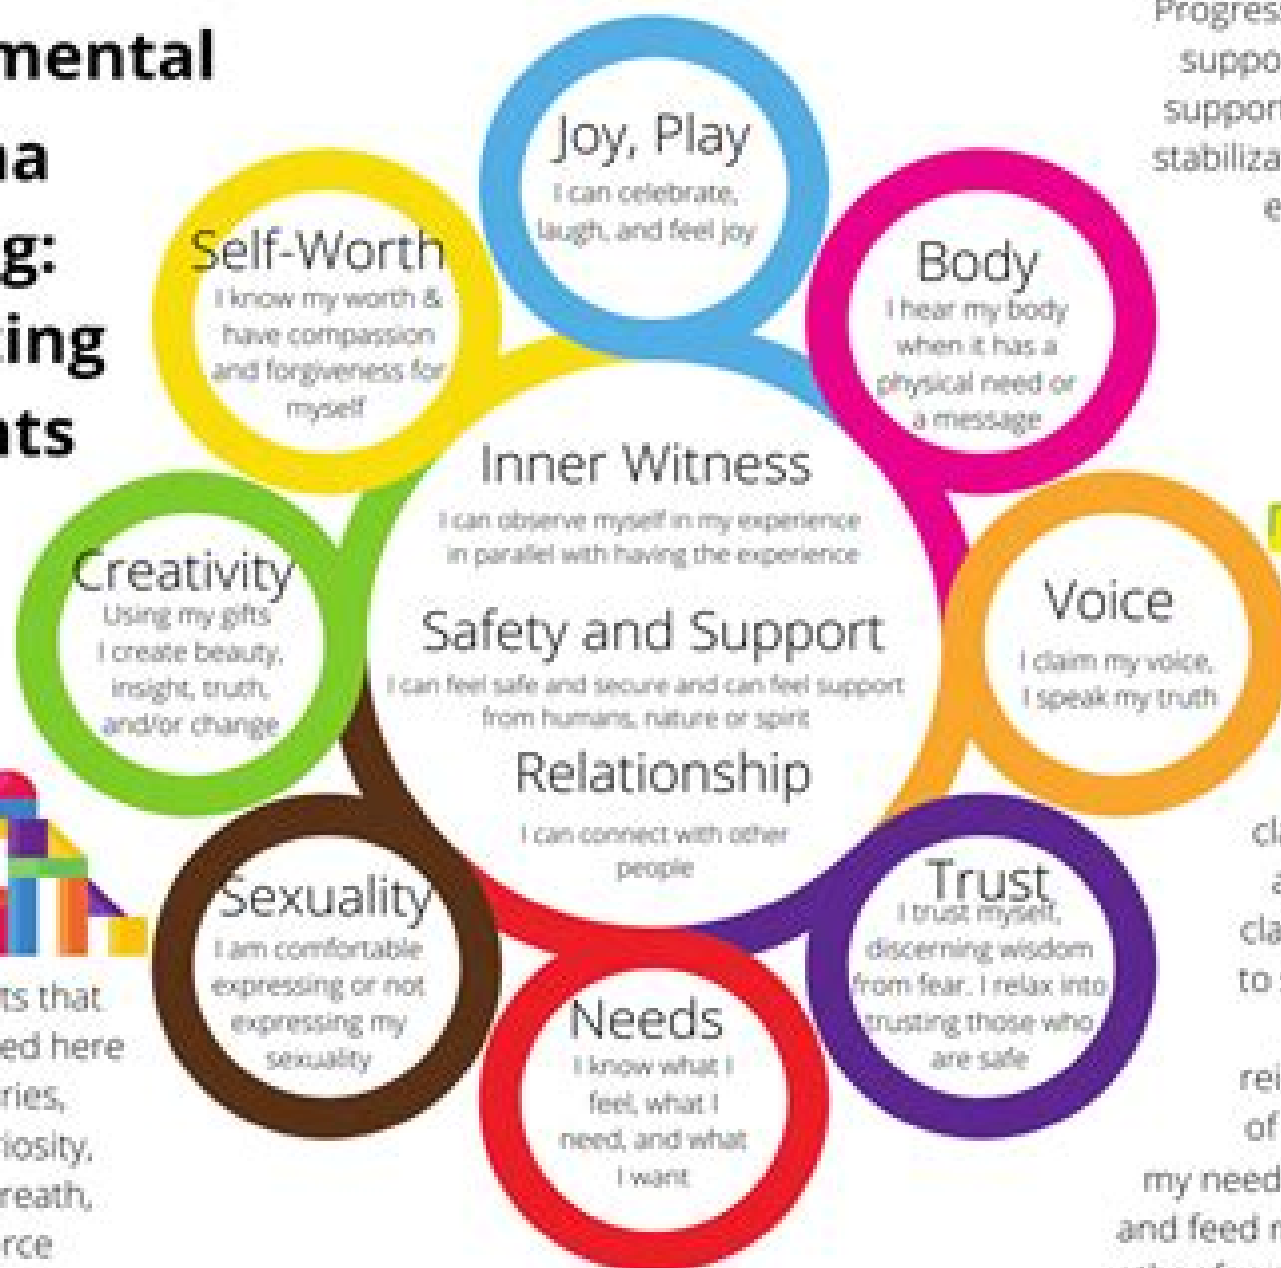 mental
na
g:
ting
nts
Joy, Play
I can celebrate,
laugh, and feel joy
Progres
suppo
suppor
stabiliza
e
Self-Worth
I know my worth &
have compassion
and forgiveness for
myself
Body
I hear my body
when it has a
physical need or
a message
Inner Witness
I can observe myself in my experience
in parallel with having the experience
Safety and Support
I can feel safe and secure and can feel support
from humans, nature or spirit
Relationship
I can connect with other
people
Creativity
Using my gifts
I create beauty,
insight, truth,
and/or change
Voice
I claim my voice,
I speak my truth
Sexuality
I am comfortable
expressing or not
expressing my
sexuality
Needs
I know what I
feel, what I
need, and what
I want
Trust
I trust myself,
discerning wisdom
from fear. I relax into
trusting those who
are safe
ts that
ed here
ries,
iosity,
reath,
rce
cl
a
cla
to
rei
of
my need
and feed